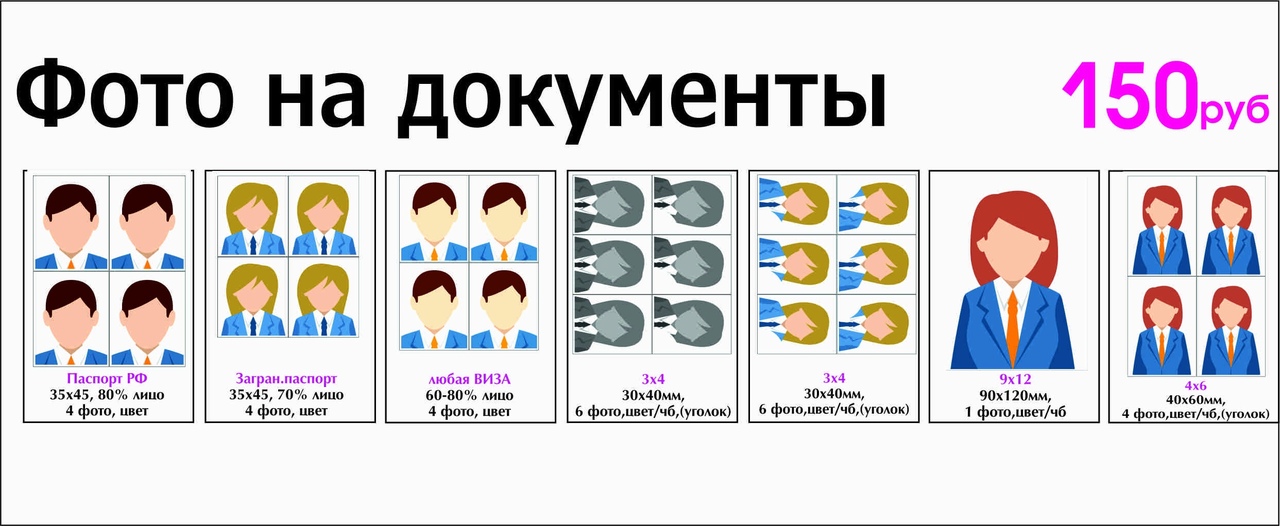 Фото на документы
150руб
Паспорт РФ
35x45, 80% лицо
4 фото, цвет
Загран.паспорт
35x45, 70% лицо
4 фото, цвет
любая ВИЗА
60-80% лицо
4 фото, цвет
3x4
30x40мм,
6 фото,цвет/чб,(уголок)
3x4
30x40мм,
6 фото,цвет/чб,(уголок)
9x12
90x120мм,
1 фото,цвет/чб
4x6
40x60мм,
4 фото,цвет/чб,(уголок)